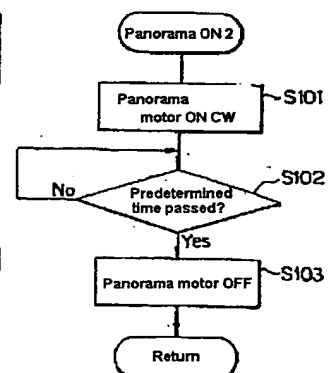 Panorama ON 2
Panorama
motor ON CW
S101
S102
Predetermined
time passed?
No
Yes
Panorama motor OFF
S103
Return